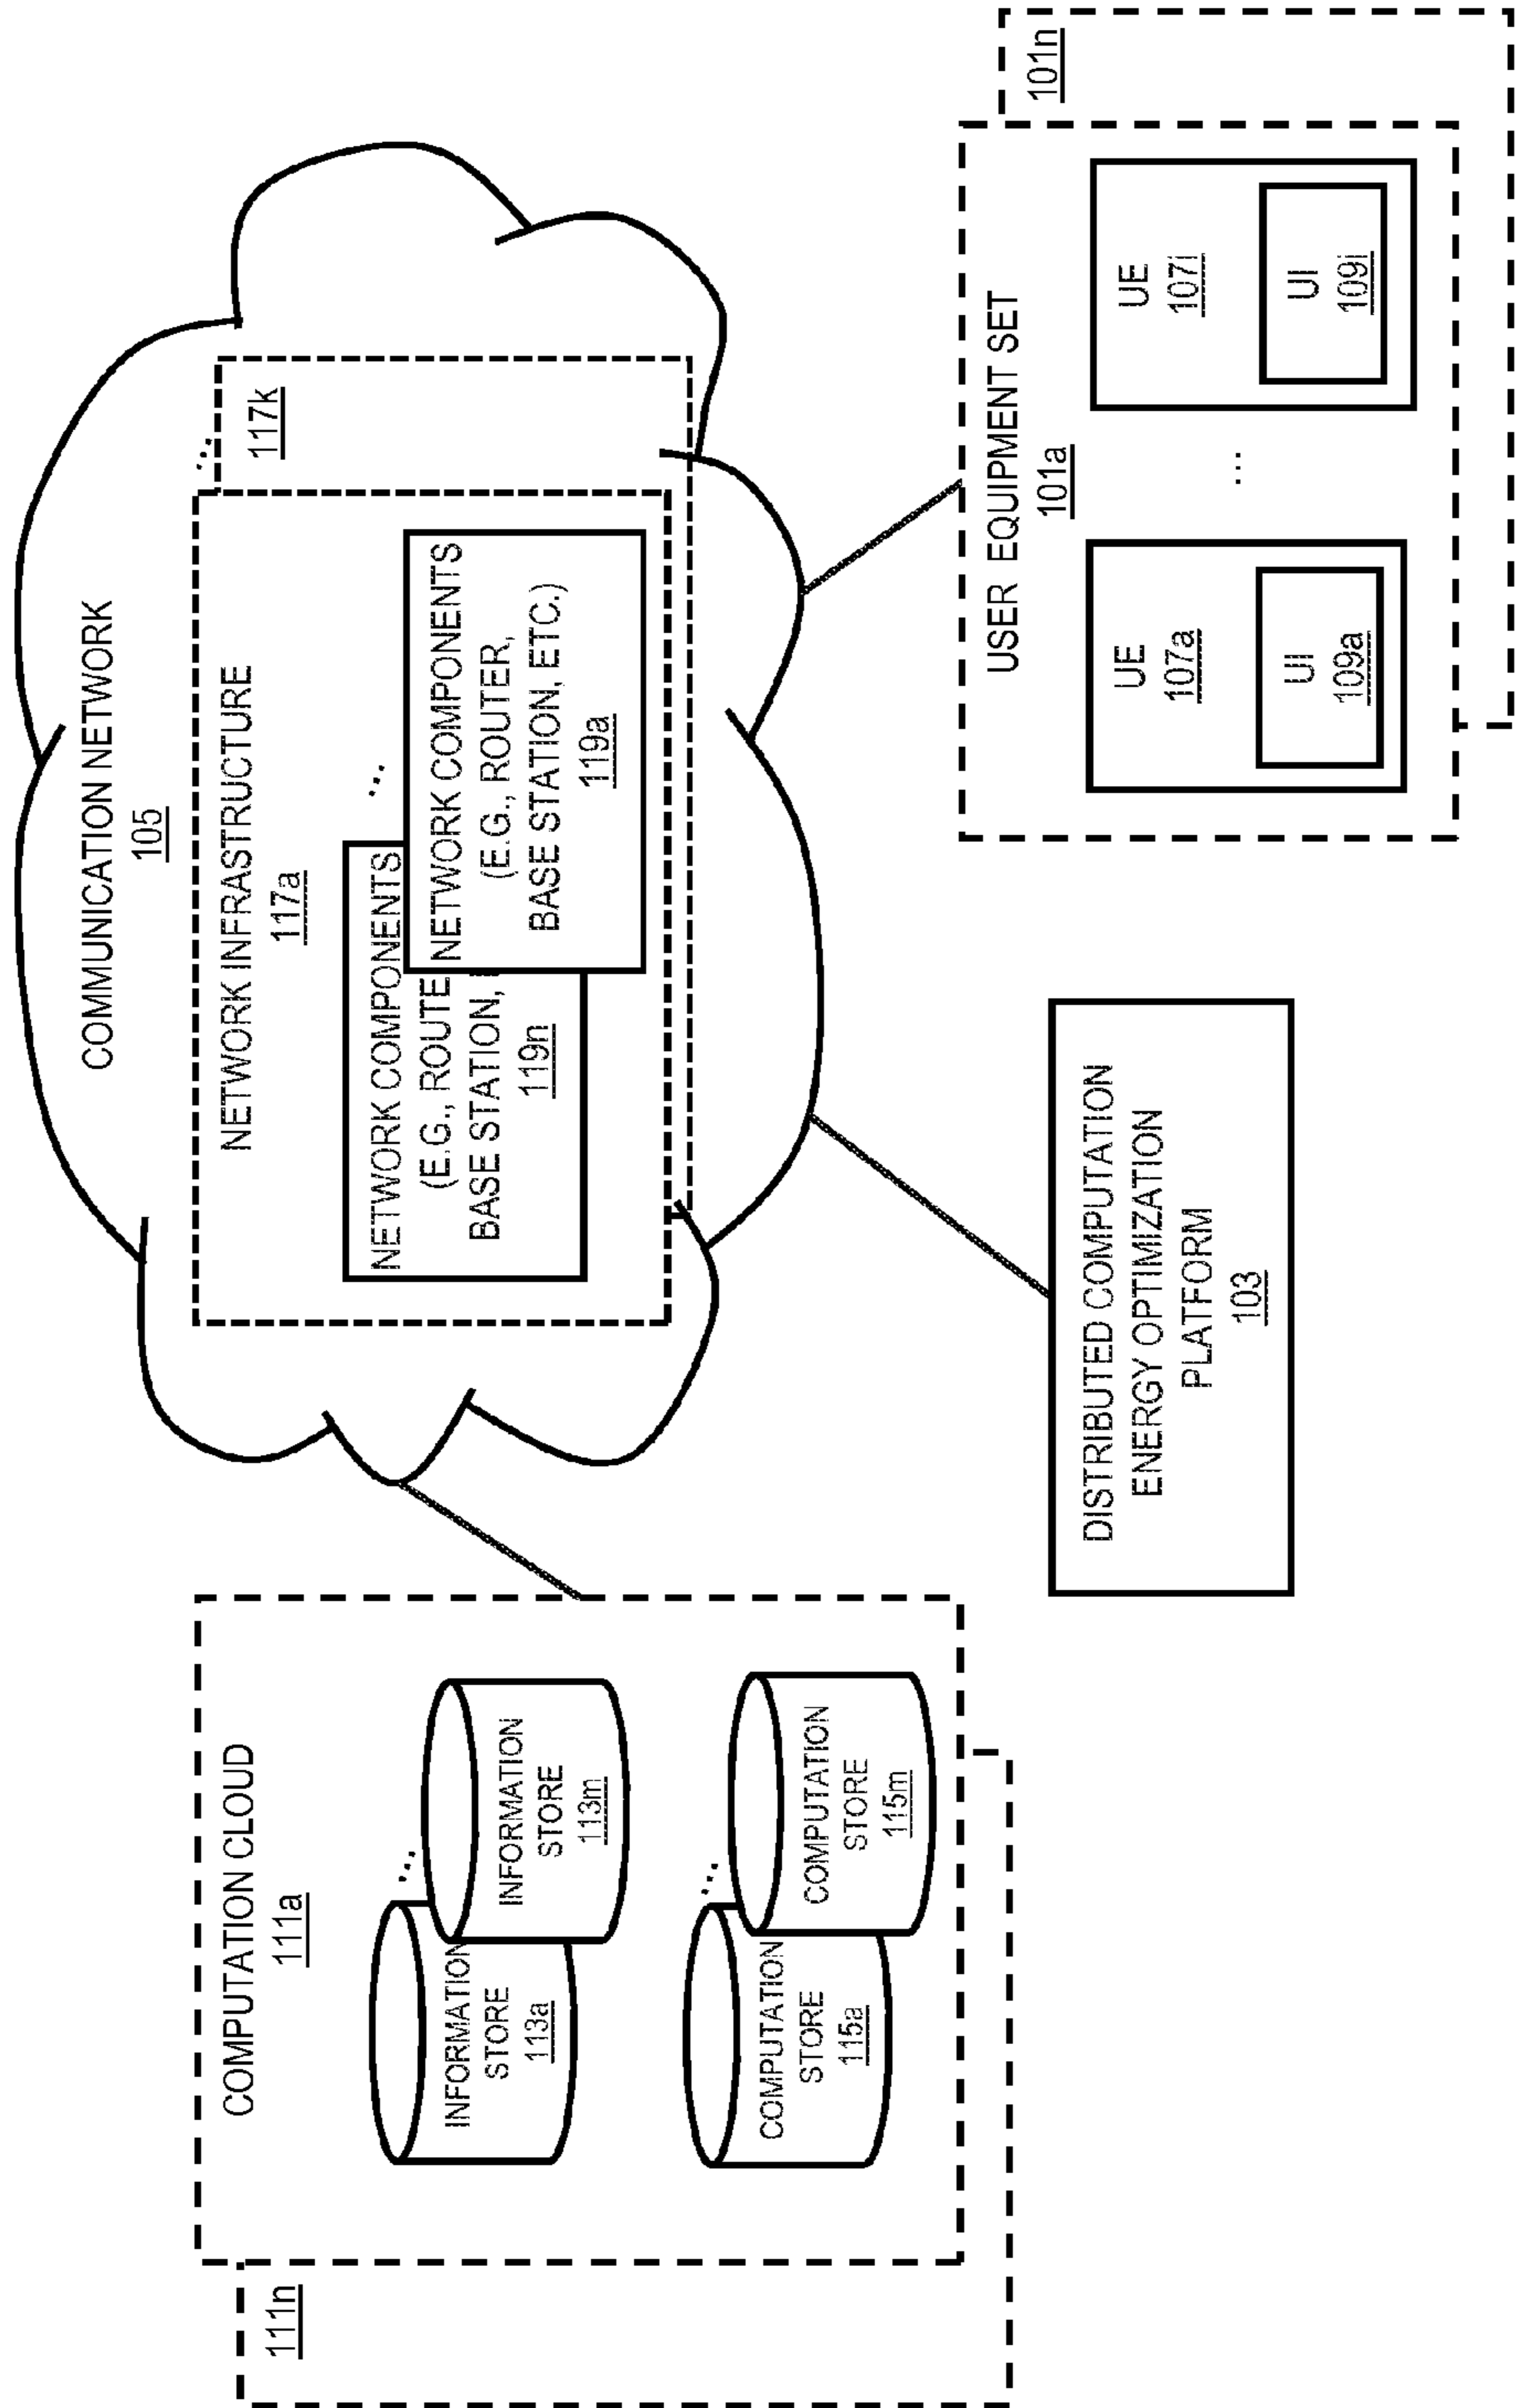 111n
COMPUTATION CLOUD
111a
INFORMATION
STORE
113a
...
INFORMATION
STORE
113m
COMPUTATION
STORE
115a
...
COMPUTATION
STORE
115m
COMMUNICATION NETWORK
105
NETWORK INFRASTRUCTURE
117a
...
117k
NETWORK COMPONENTS
(E.G., ROUTE
BASE STATION,
119n
...
NETWORK COMPONENTS
(E.G., ROUTER,
BASE STATION, ETC.)
119a
DISTRIBUTED COMPUTATION
ENERGY OPTIMIZATION
PLATFORM
103
USER EQUIPMENT SET
101a
101n
UE
107a
UI
109a
...
UE
107i
UI
109i